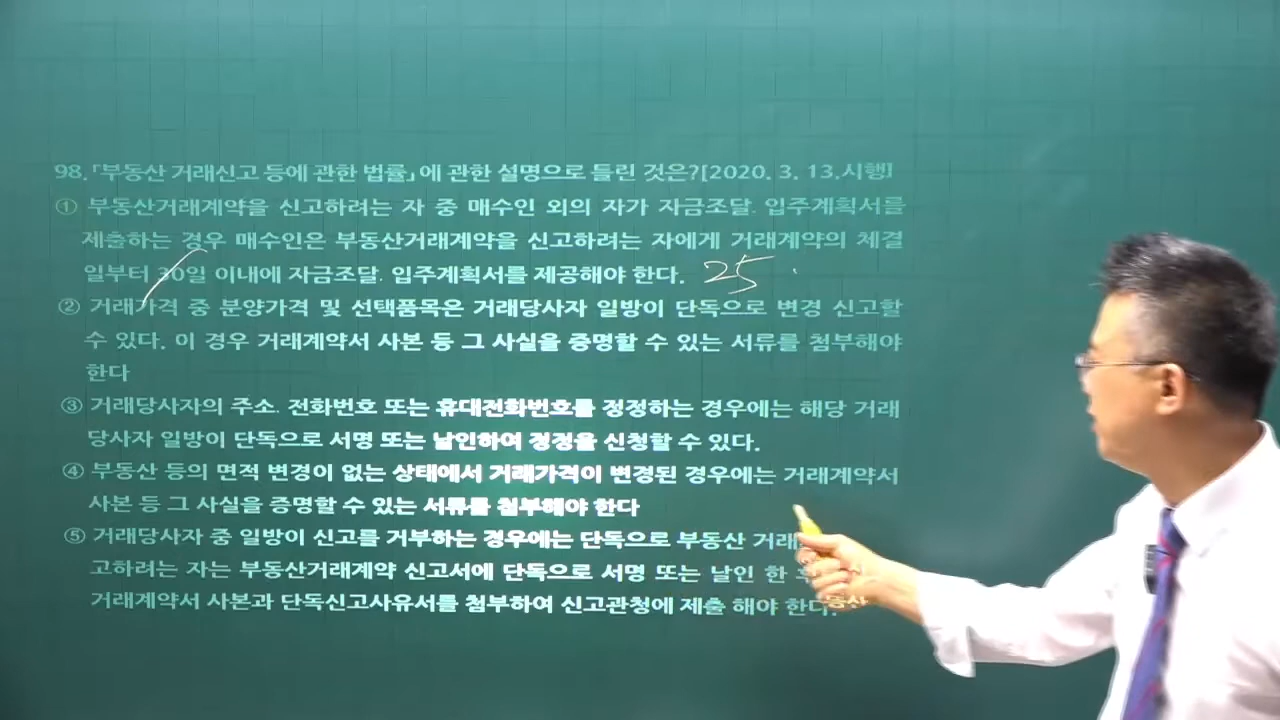 98.「부동산 거래신고 등에 관한 법률」에 관한 설명으로 틀린 것은?[2020. 3. 13.시행]
① 부동산거래계약을 신고하려는 자 중 매수인 외의 자가 자금조달. 입주계획서를
제출하는 경우 매수인은 부동산거래계약을 신고하려는 자에게 거래계약의 체결
일부터 30일 이내에 자금조달. 입주계획서를 제공해야 한다. 25
② 거래가격 중 분양가격 및 선택품목은 거래당사자 일방이 단독으로 변경 신고할
수 있다. 이 경우 거래계약서 사본 등 그 사실을 증명할 수 있는 서류를 첨부해야
한다
③ 거래당사자의 주소. 전화번호 또는 휴대전화번호를 정정하는 경우에는 해당 거래
당사자 일방이 단독으로 서명 또는 날인하여 정정을 신청할 수 있다.
④ 부동산 등의 면적 변경이 없는 상태에서 거래가격이 변경된 경우에는 거래계약서
사본 등 그 사실을 증명할 수 있는 서류를 첨부해야 한다
⑤ 거래당사자 중 일방이 신고를 거부하는 경우에는 단독으로 부동산 거래
고하려는 자는 부동산거래계약 신고서에 단독으로 서명 또는 날인 한
거래계약서 사본과 단독신고사유서를 첨부하여 신고관청에 제출 해야 한다.